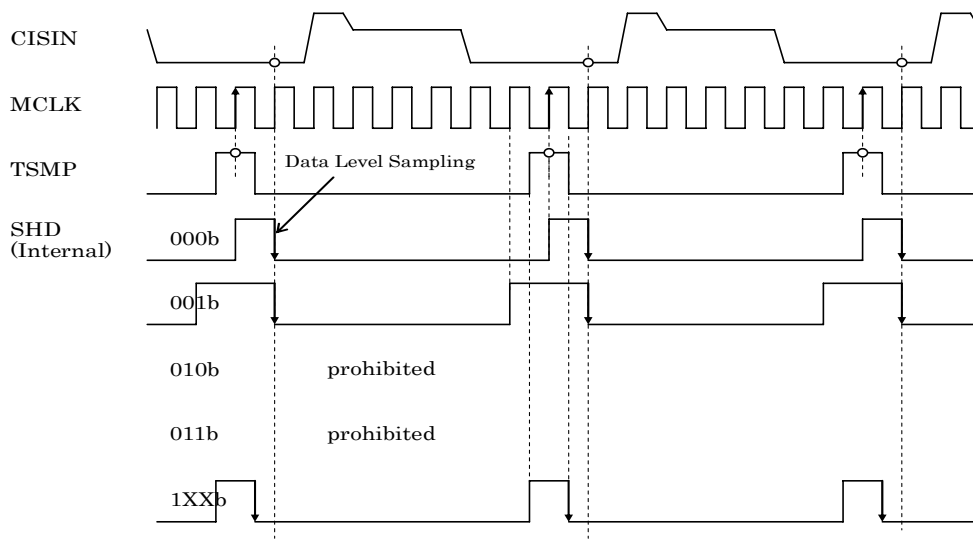 CISIN
MCLK
TSMP
Data Level Sampling
SHD
(Internal)
000b
001b
010b prohibited
011b prohibited
1XXb